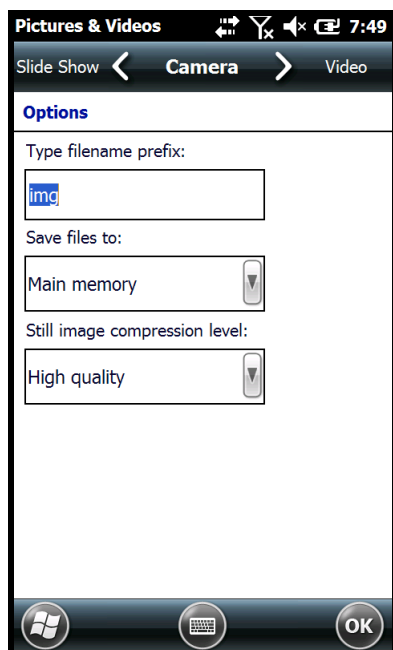 Pictures & Videos 7:49
Slide Show Camera Video
Options
Type filename prefix:
img
Save files to:
Main memory
Still image compression level:
High quality
OK